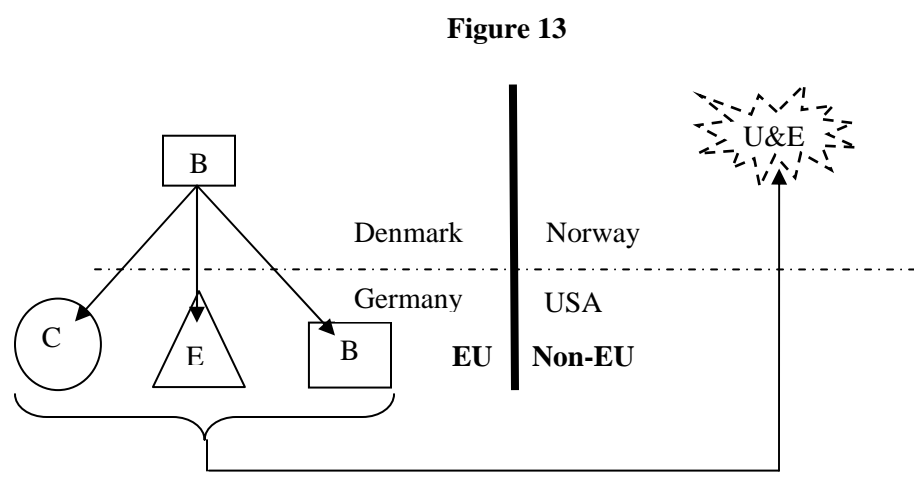 Figure 13
U&E
B
Denmark Norway
Germany USA
C E B
EU Non-EU